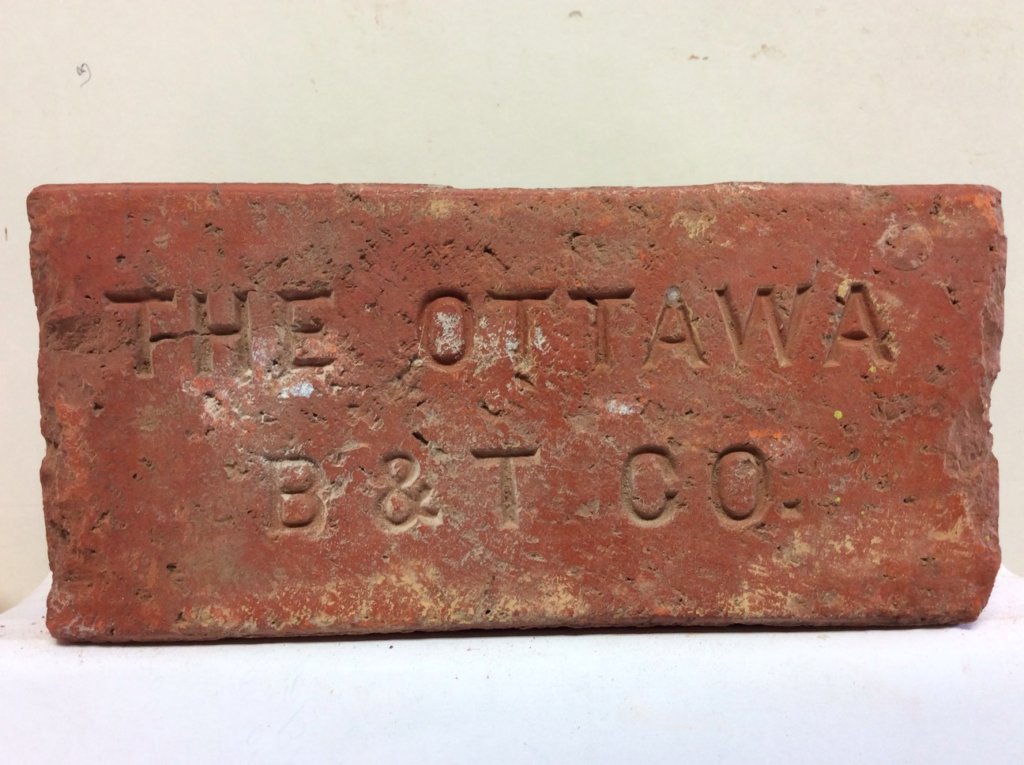 THE OTTAWA
B & T CO.